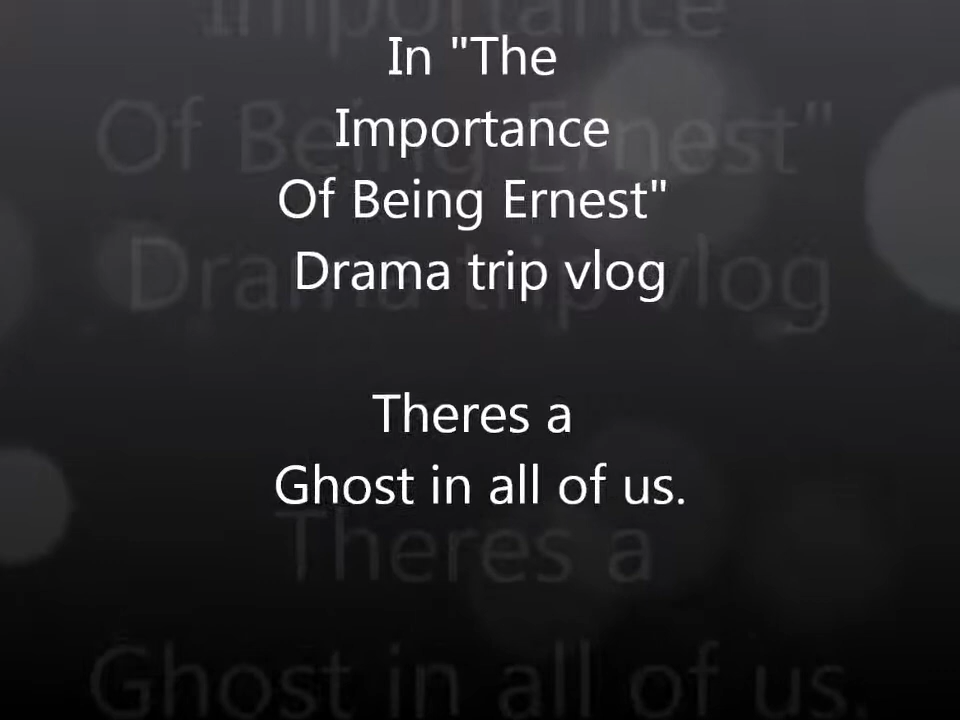 In "The
Importance
Of Being Ernest"
Drama trip vlog
Theres a
Ghost in all of us.